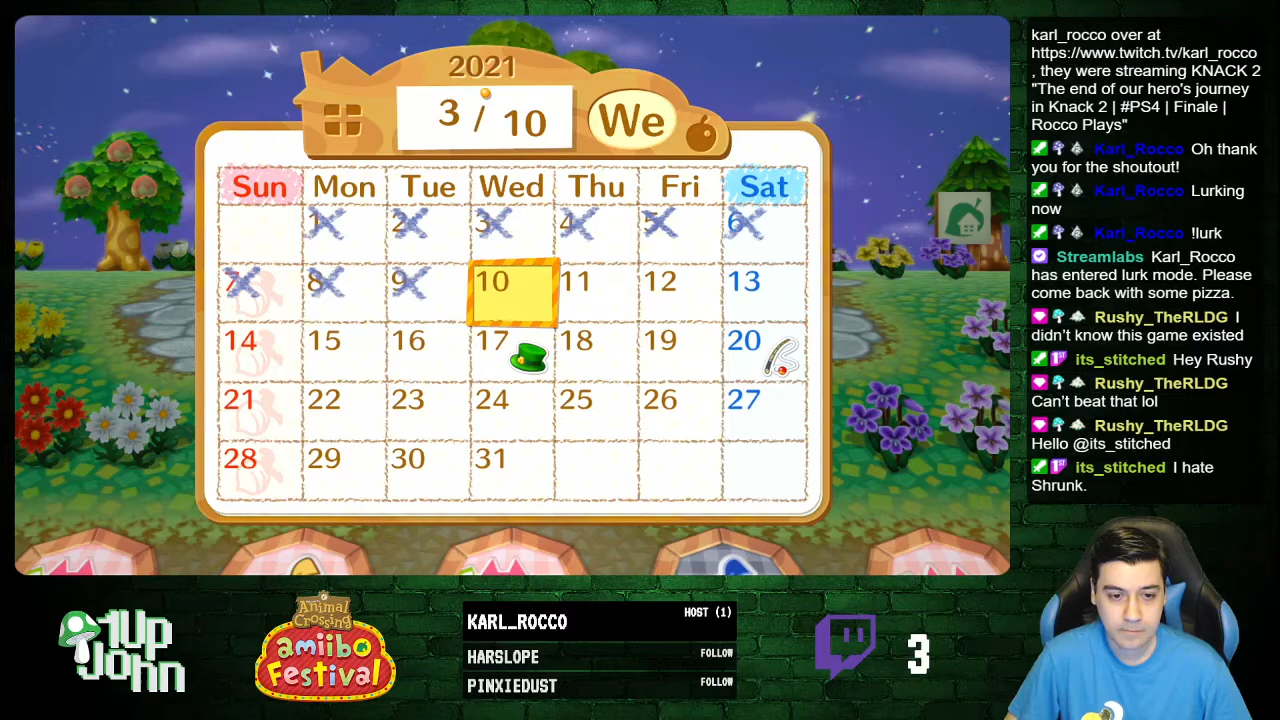 2021
3 / 10 We
Sun Mon Tue Wed Thu Fri Sat
1 2 3 4 5 6
7 8 9 10 11 12 13
14 15 16 17 18 19 20
21 22 23 24 25 26 27
28 29 30 31
karl_rocco over at
https://www.twitch.tv/karl_rocco
, they were streaming KNACK 2
"The end of our hero's journey
in Knack 2 | #PS4 | Finale |
Rocco Plays"
Karl_Rocco Oh thank
you for the shoutout!
Karl_Rocco Lurking
now
Karl_Rocco !lurk
Streamlabs Karl_Rocco
has entered lurk mode. Please
come back with some pizza.
Rushy_TheRLDG I
didn't know this game existed
1st its_stitched Hey Rushy
Rushy_TheRLDG
Can't beat that lol
Rushy_TheRLDG
Hello @its_stitched
1st its_stitched I hate
Shrunk.
1Up
John
Animal
Crossing
amiibo
Festival
KARL_ROCCO HOST (1)
HARSLOPE FOLLOW
PINXIEDUST FOLLOW
3